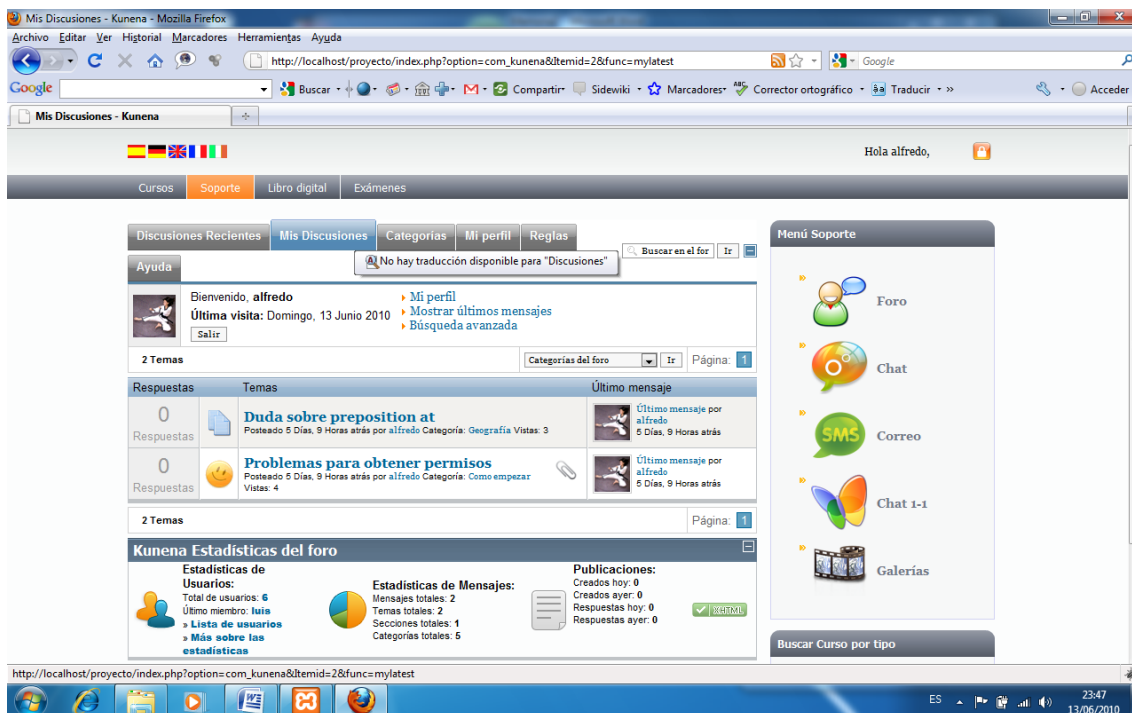 Mis Discusiones - Kunena - Mozilla Firefox
Archivo Editar Ver Historial Marcadores Herramientas Ayuda
http://localhost/proyecto/index.php?option=com_kunena&Itemid=2&func=mylatest
Google
Google
Buscar
Compartir
Sidewiki
Marcadores
ABC
Corrector ortográfico
Traducir
Acceder
Mis Discusiones - Kunena
Hola alfredo,
Cursos Soporte Libro digital Exámenes
Discusiones Recientes Mis Discusiones Categorias Mi perfil Reglas
Buscar en el for Ir
No hay traducción disponible para "Discusiones"
Ayuda
Bienvenido, alfredo
Última visita: Domingo, 13 Junio 2010
Salir
Mi perfil
Mostrar últimos mensajes
Búsqueda avanzada
2 Temas
Categorías del foro Ir Página: 1
Respuestas Temas Último mensaje
0
Respuestas
Duda sobre preposition at
Posteado 5 Días, 9 Horas atrás por alfredo Categoría: Geografía Vistas: 3
Último mensaje por
alfredo
5 Días, 9 Horas atrás
0
Respuestas
Problemas para obtener permisos
Posteado 5 Días, 9 Horas atrás por alfredo Categoría: Como empezar
Vistas: 4
Último mensaje por
alfredo
5 Días, 9 Horas atrás
2 Temas
Página: 1
Kunena Estadísticas del foro
Estadísticas de
Usuarios:
Total de usuarios: 6
Último miembro: luis
» Lista de usuarios
» Más sobre las
estadísticas
Estadísticas de Mensajes:
Mensajes totales: 2
Temas totales: 2
Secciones totales: 1
Categorías totales: 5
Publicaciones:
Creados hoy: 0
Creados ayer: 0
Respuestas hoy: 0
Respuestas ayer: 0
XHTML
Menú Soporte
Foro
Chat
SMS
Correo
Chat 1-1
Galerías
Buscar Curso por tipo
http://localhost/proyecto/index.php?option=com_kunena&Itemid=2&func=mylatest
ES
23:47
13/06/2010